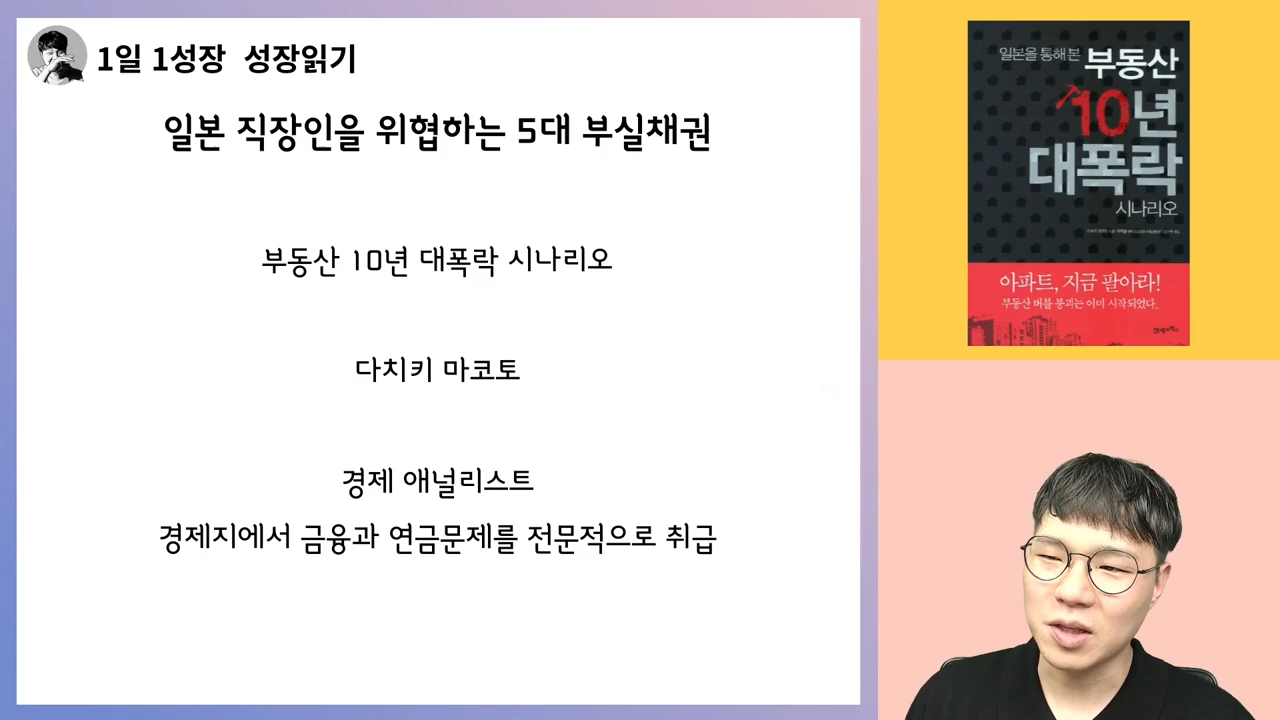 1일 1성장 성장읽기
일본 직장인을 위협하는 5대 부실채권
부동산 10년 대폭락 시나리오
다치키 마코토
경제 애널리스트
경제지에서 금융과 연금문제를 전문적으로 취급
일본을 통해 본 부동산
10년
대폭락
시나리오
아파트, 지금 팔아라!
부동산 버블 붕괴는 이미 시작되었다.